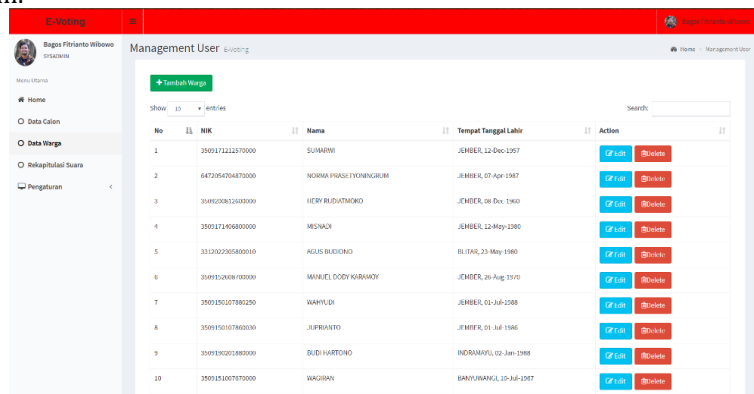 E-Voting
Bagos Fitrianto Wibowo
Bagos Fitrianto Wibowo
SYSADMIN
Menu Utama
Home
Data Calon
Data Warga
Rekapitulasi Suara
Pengaturan <
Management User E-Voting
Home > Management User
+ Tambah Warga
Show 10 entries
Search:
No NIK Nama Tempat Tanggal Lahir Action
1 3509171212570000 SUMARWI JEMBER, 12-Dec-1957 Edit Delete
2 6472054704870000 NORMA PRASETYONINGRUM JEMBER, 07-Apr-1987 Edit Delete
3 3509200812600000 HERY RUDIATMOKO JEMBER, 08-Dec-1960 Edit Delete
4 3509171406800000 MISNADI JEMBER, 12-May-1980 Edit Delete
5 3312022305800010 AGUS BUDIONO BLITAR, 23-May-1980 Edit Delete
6 3509152608700000 MANUEL DODY KARAMOY JEMBER, 26-Aug-1970 Edit Delete
7 3509150107880290 WAHYUDI JEMBER, 01-Jul-1988 Edit Delete
8 3509150107860030 JUPRIANTO JEMBER, 01-Jul-1986 Edit Delete
9 3509190201880000 BUDI HARTONO INDRAMAYU, 02-Jan-1988 Edit Delete
10 3509151007670000 WAGIRAN BANYUWANGI, 10-Jul-1967 Edit Delete